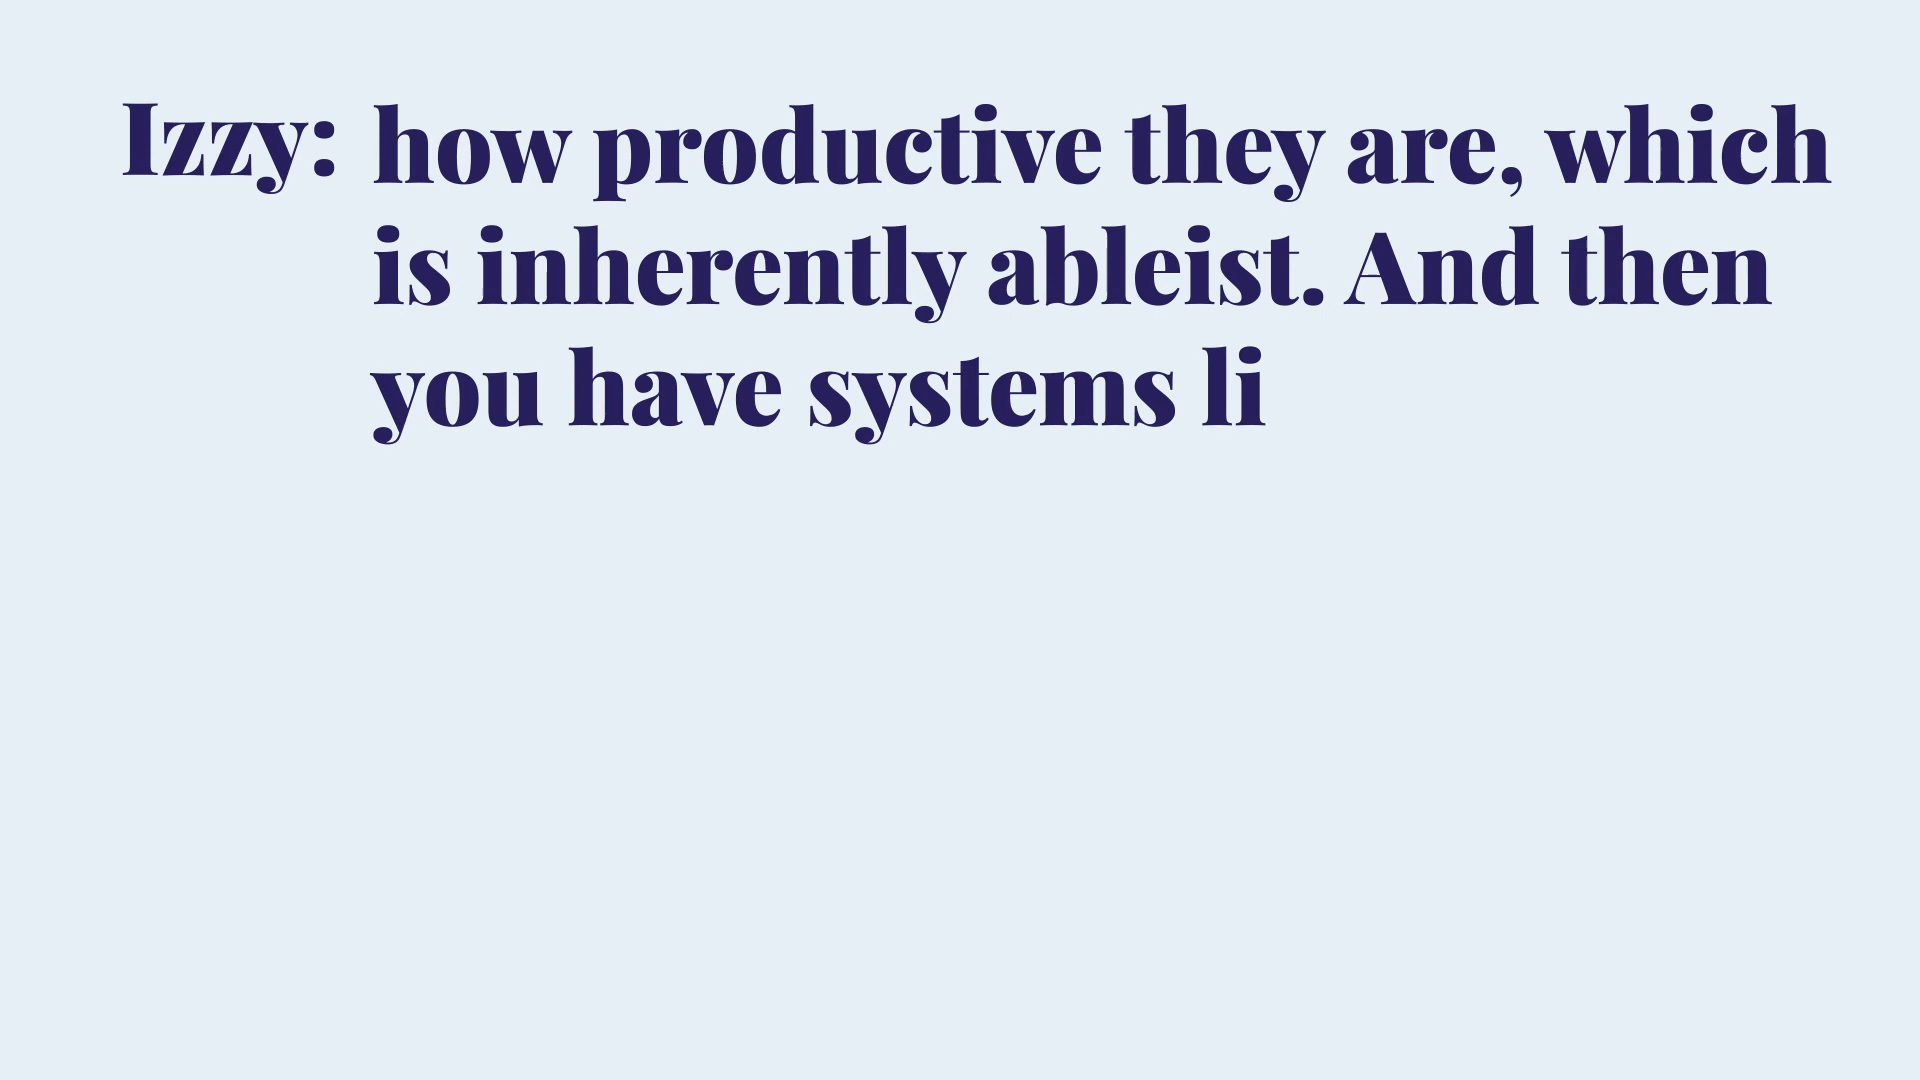 Izzy: how productive they are, which
is inherently ableist. And then
you have systems li